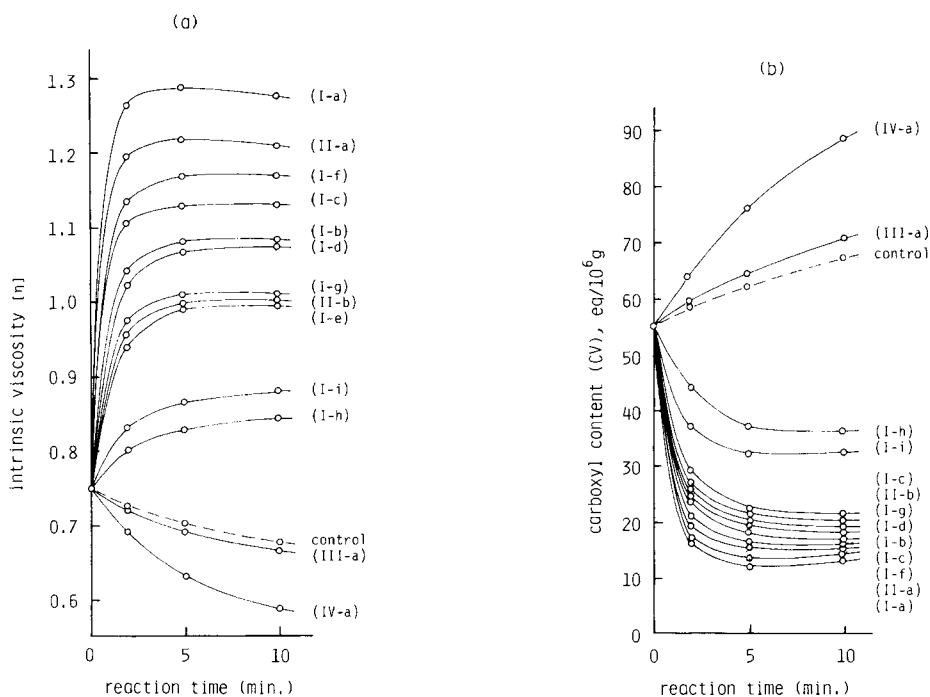 (a)
intrinsic viscosity [n]
1.3
1.2
1.1
1.0
0.9
0.8
0.7
0.6
0
5
10
reaction time (min.)
(I-a)
(II-a)
(I-f)
(I-c)
(I-b)
(I-d)
(I-g)
(II-b)
(I-e)
(I-i)
(I-h)
control
(III-a)
(IV-a)
(b)
carboxyl content (CV), eq/10⁶g
90
80
70
60
50
40
30
20
10
0
0
5
10
reaction time (min.)
(IV-a)
(III-a)
control
(I-h)
(I-i)
(I-c)
(II-b)
(I-g)
(I-d)
(i-b)
(I-c)
(I-f)
(II-a)
(I-a)